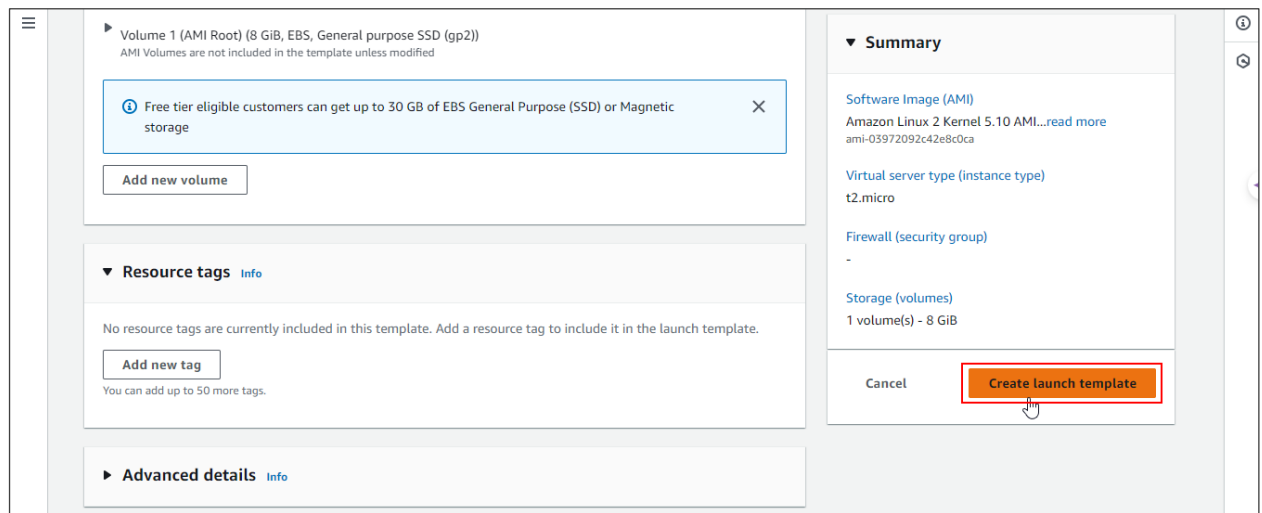 Volume 1 (AMI Root) (8 GiB, EBS, General purpose SSD (gp2))
AMI Volumes are not included in the template unless modified
Free tier eligible customers can get up to 30 GB of EBS General Purpose (SSD) or Magnetic
storage
Add new volume
Resource tags Info
No resource tags are currently included in this template. Add a resource tag to include it in the launch template.
Add new tag
You can add up to 50 more tags.
Advanced details Info
Summary
Software Image (AMI)
Amazon Linux 2 Kernel 5.10 AMI...read more
ami-03972092c42e8c0ca
Virtual server type (instance type)
t2.micro
Firewall (security group)
-
Storage (volumes)
1 volume(s) - 8 GiB
Cancel
Create launch template